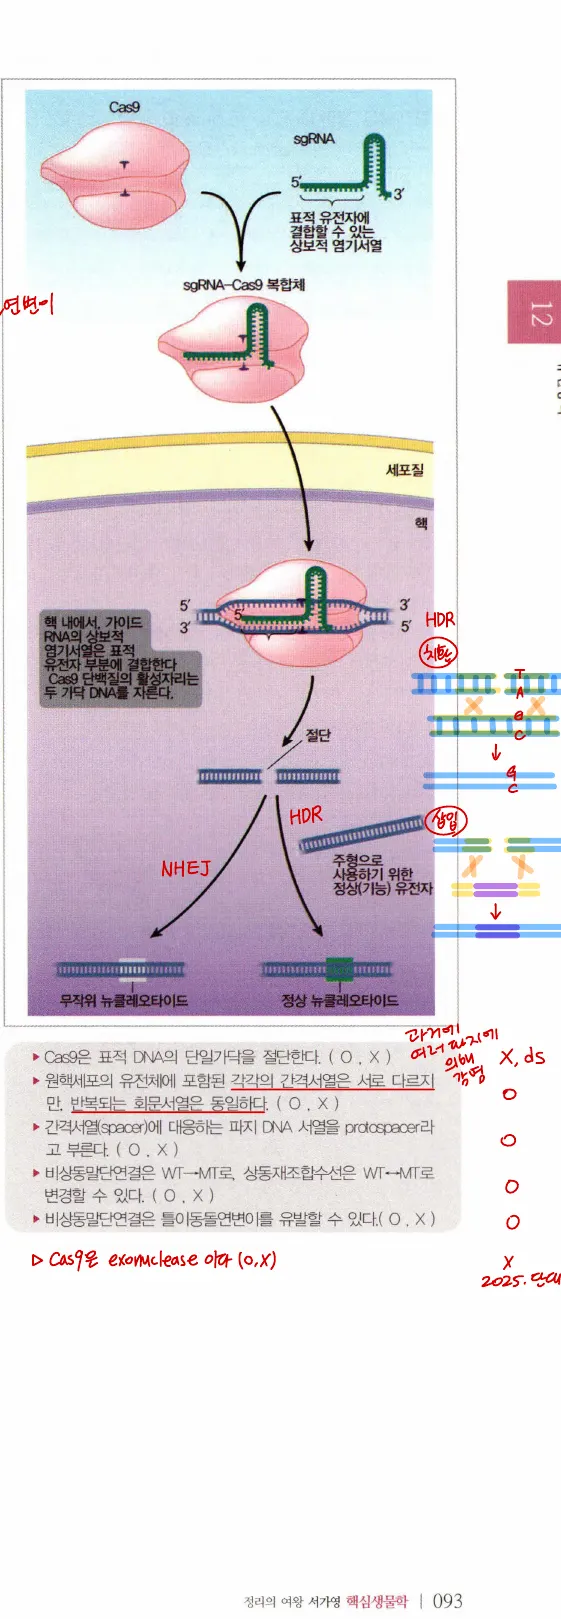 Cas9
sgRNA
5′
3′
표적 유전자에
결합할 수 있는
상보적 염기서열
sgRNA-Cas9 복합체
연변이
12
세포질
핵
5′
3′
5′
3′
5′
핵 내에서, 가이드
RNA의 상보적
염기서열은 표적
유전자 부분에 결합한다
Cas9 단백질의 활성자리는
두 가닥 DNA를 자른다.
HDR
치환
T
A
G
C
G
C
절단
HDR
NHEJ
삽입
주형으로
사용하기 위한
정상(기능) 유전자
무작위 뉴클레오타이드
정상 뉴클레오타이드
과거에
여러 파지에
의해
감염
▶ Cas9은 표적 DNA의 단일가닥을 절단한다. ( O , X )
X, ds
▶ 원핵세포의 유전체에 포함된 각각의 간격서열은 서로 다르지
만, 반복되는 회문서열은 동일하다. ( O , X )
O
▶ 간격서열(spacer)에 대응하는 파지 DNA 서열을 protospacer라
고 부른다. ( O , X )
O
▶ 비상동말단연결은 WT→MT로, 상동재조합수선은 WT↔MT로
변경할 수 있다. ( O , X )
O
▶ 비상동말단연결은 틀이동돌연변이를 유발할 수 있다.( O , X )
O
▷ Cas9은 exonuclease 이다 (O,X)
X
2025. 단대
정리의 여왕 서가영 핵심생물학 | 093